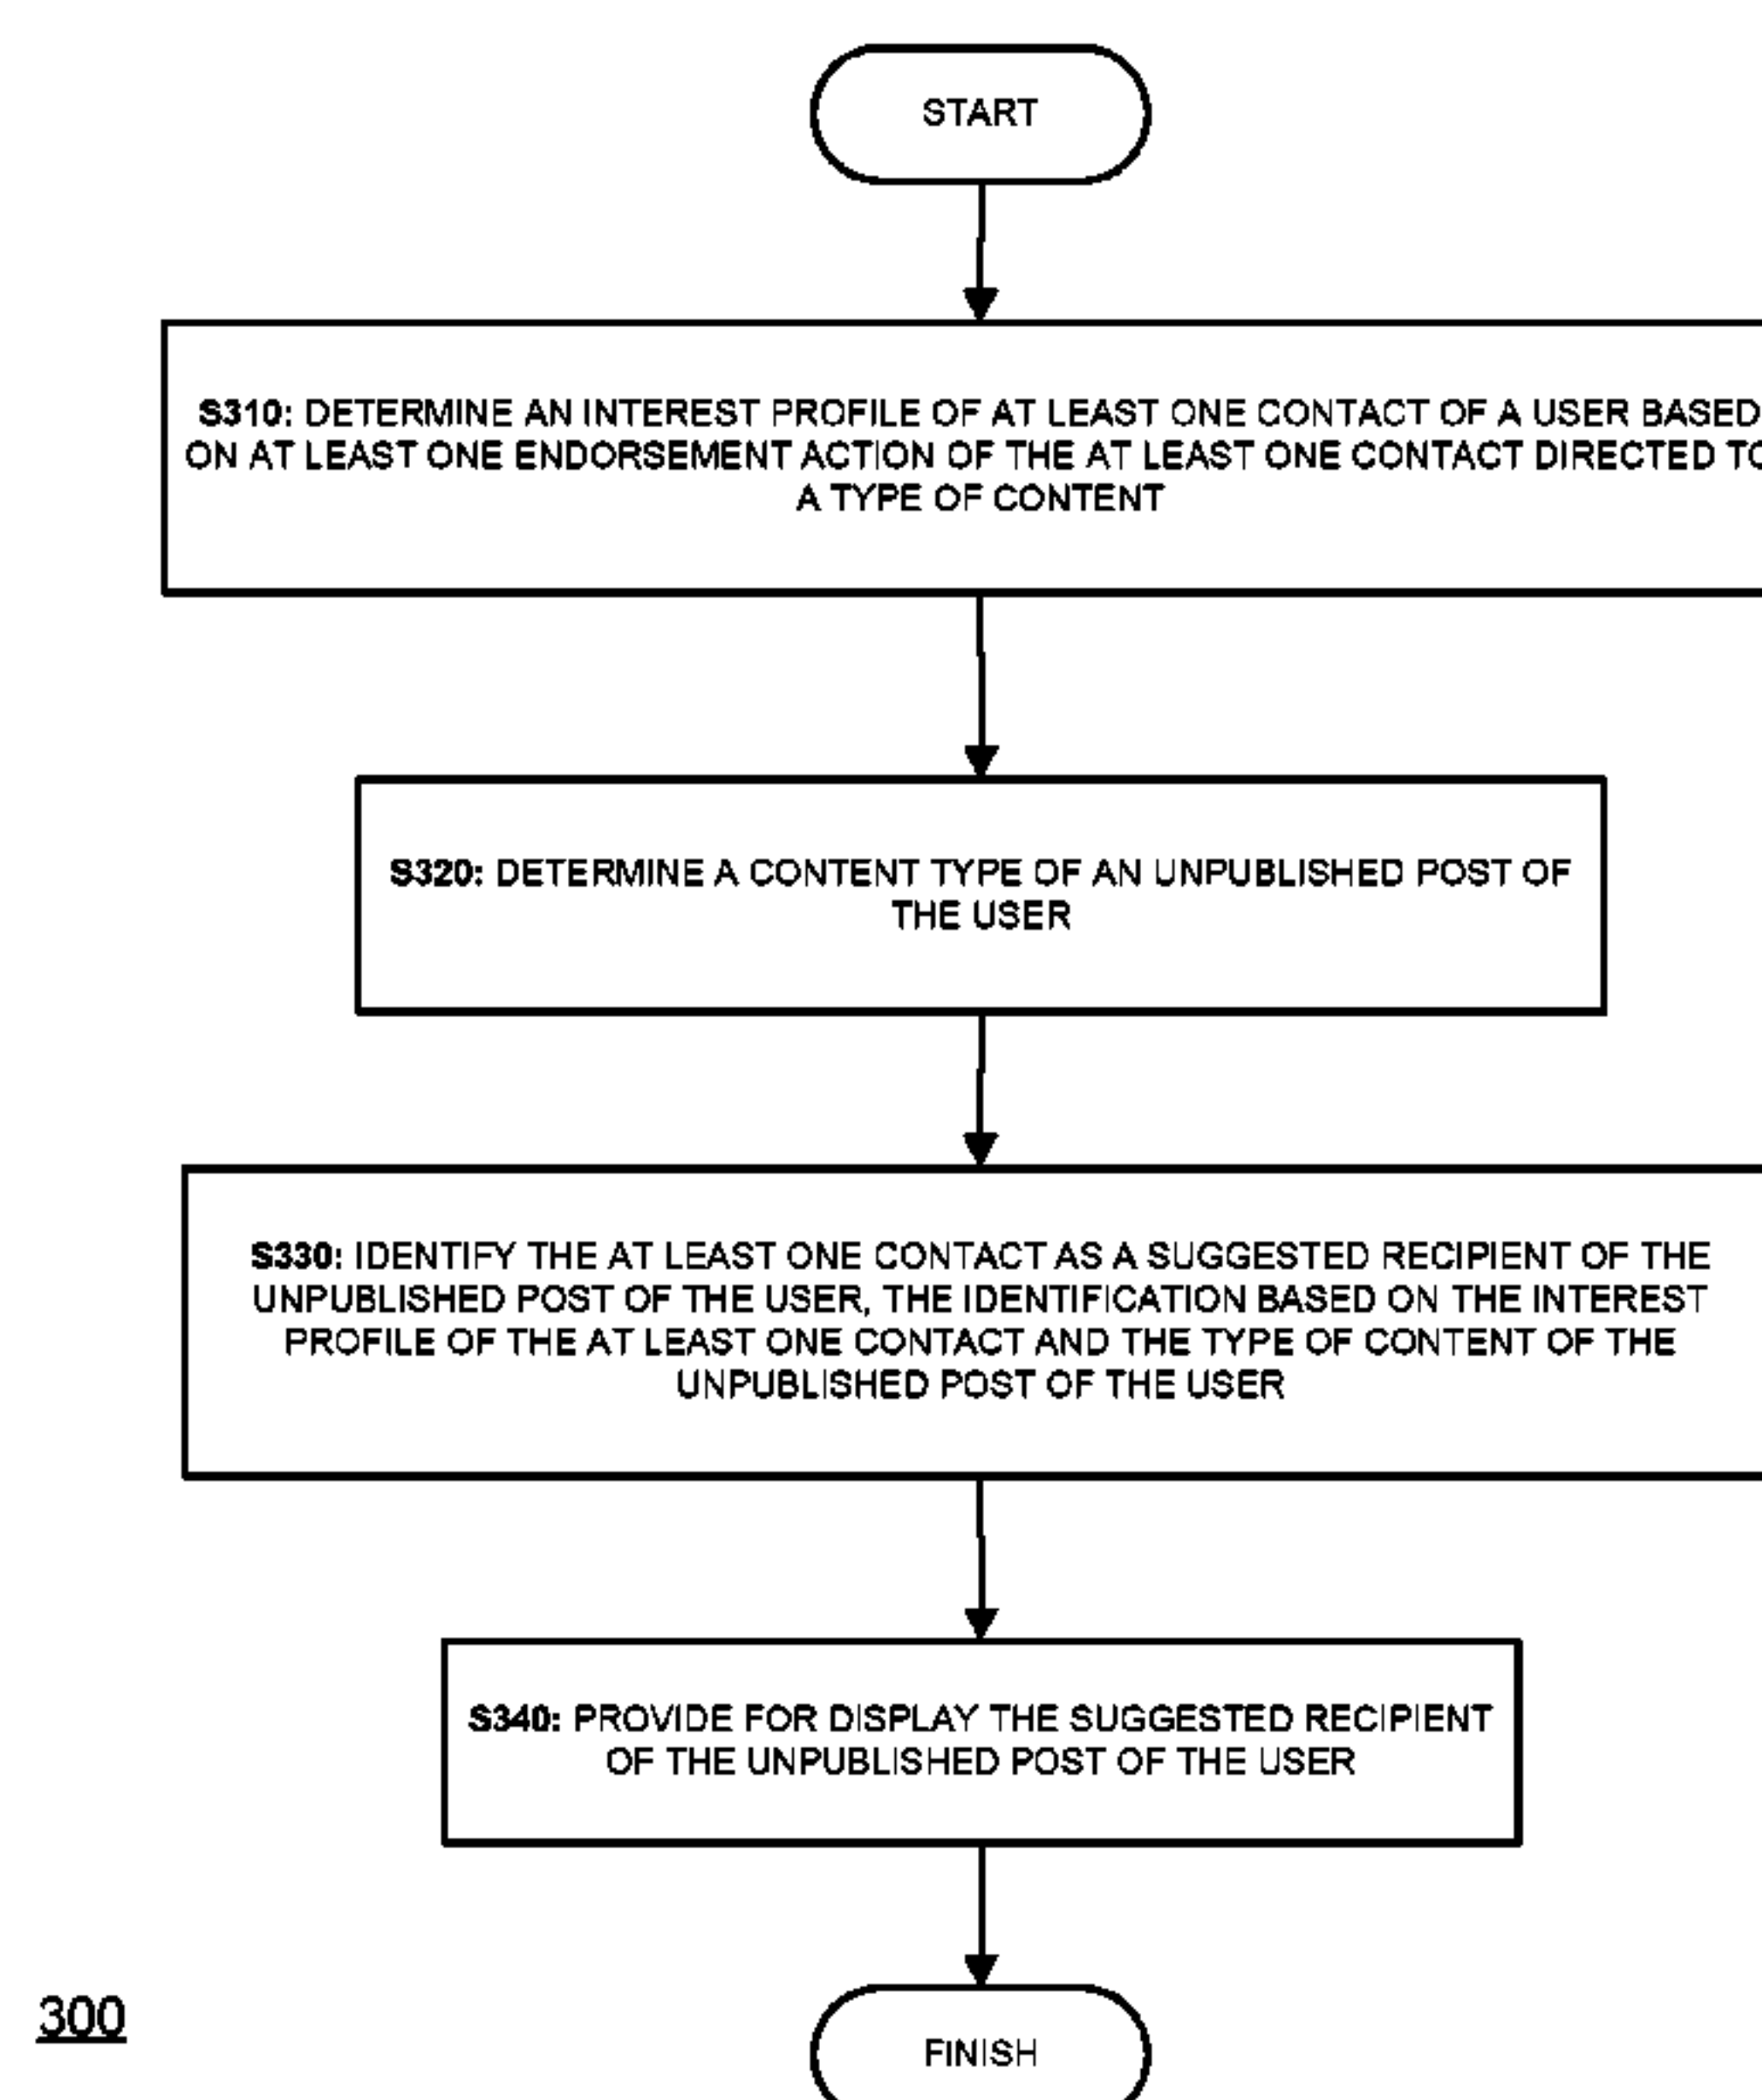 START
S310: DETERMINE AN INTEREST PROFILE OF AT LEAST ONE CONTACT OF A USER BASED
ON AT LEAST ONE ENDORSEMENT ACTION OF THE AT LEAST ONE CONTACT DIRECTED TO
A TYPE OF CONTENT
S320: DETERMINE A CONTENT TYPE OF AN UNPUBLISHED POST OF
THE USER
S330: IDENTIFY THE AT LEAST ONE CONTACT AS A SUGGESTED RECIPIENT OF THE
UNPUBLISHED POST OF THE USER, THE IDENTIFICATION BASED ON THE INTEREST
PROFILE OF THE AT LEAST ONE CONTACT AND THE TYPE OF CONTENT OF THE
UNPUBLISHED POST OF THE USER
S340: PROVIDE FOR DISPLAY THE SUGGESTED RECIPIENT
OF THE UNPUBLISHED POST OF THE USER
300
FINISH